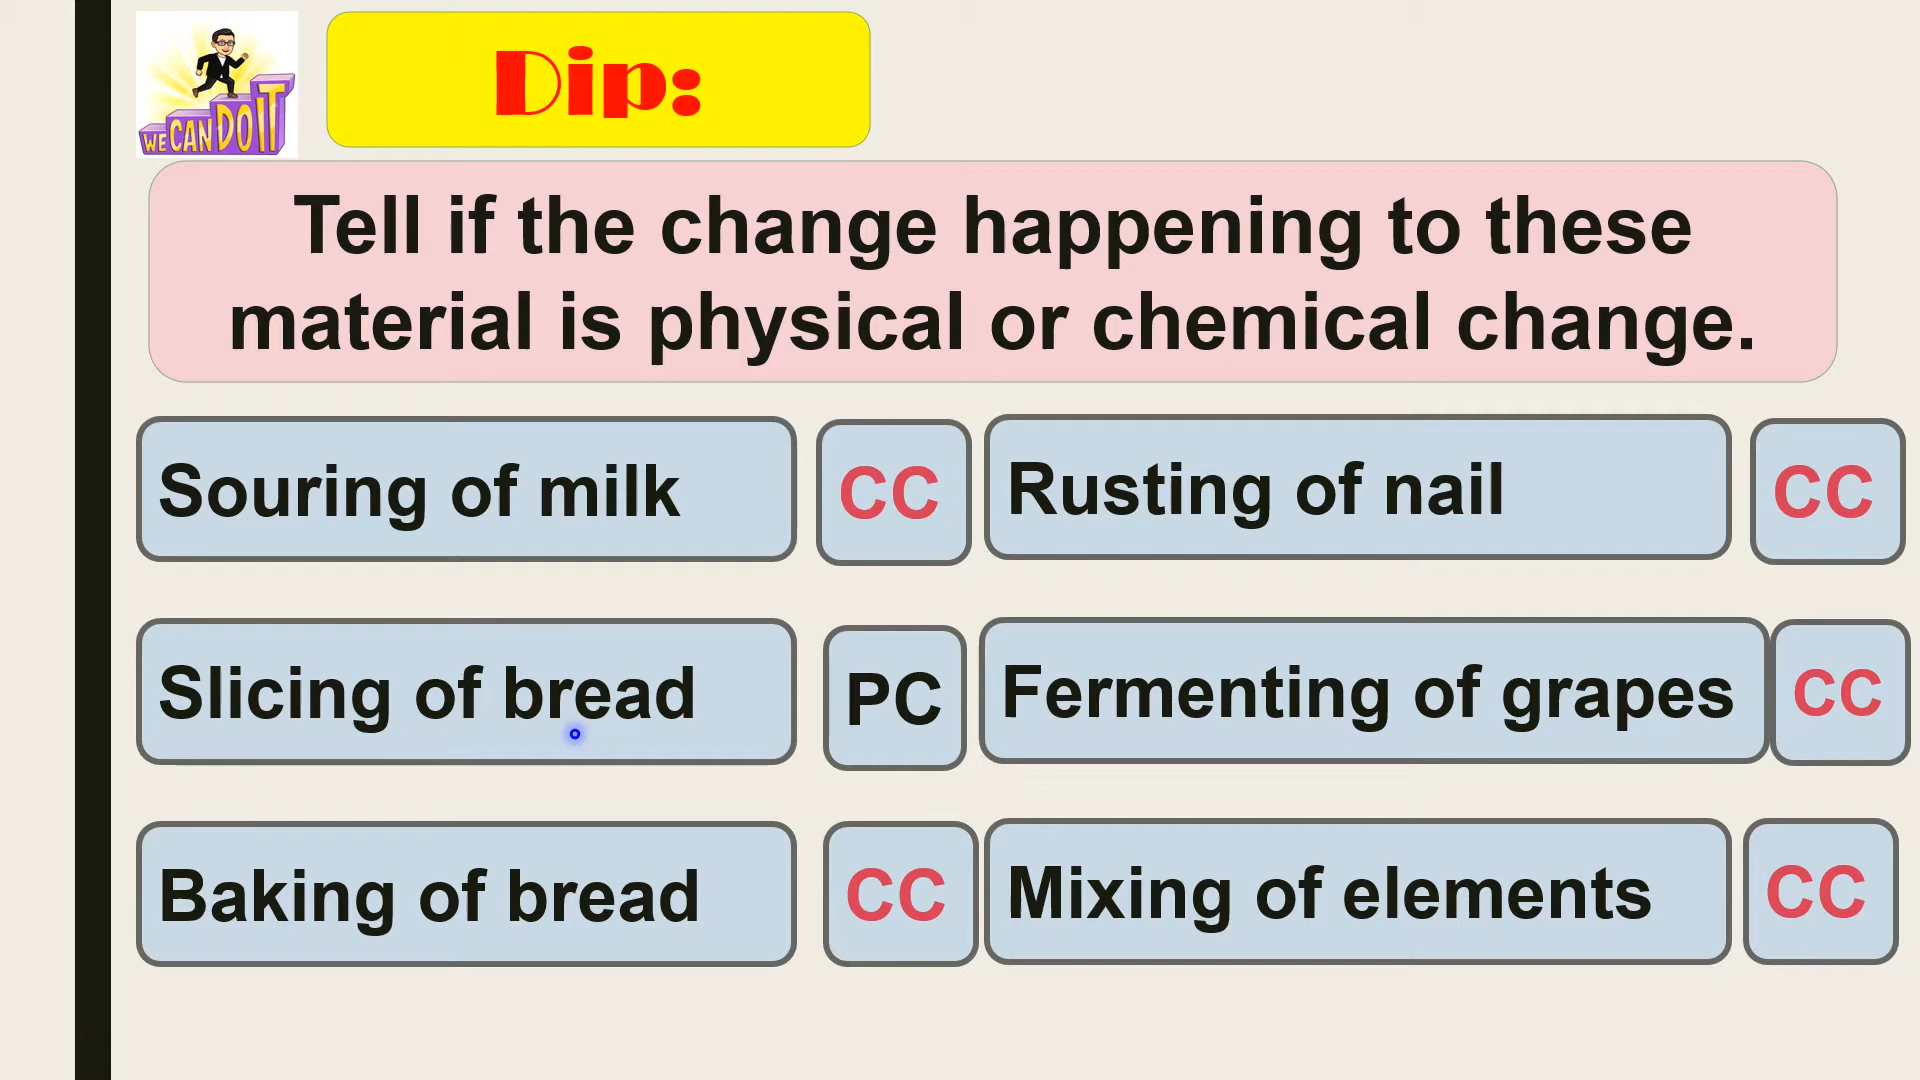 WE CAN DO IT
Dip:
Tell if the change happening to these
material is physical or chemical change.
Souring of milk
CC
Rusting of nail
CC
Slicing of bread
PC
Fermenting of grapes
CC
Baking of bread
CC
Mixing of elements
CC